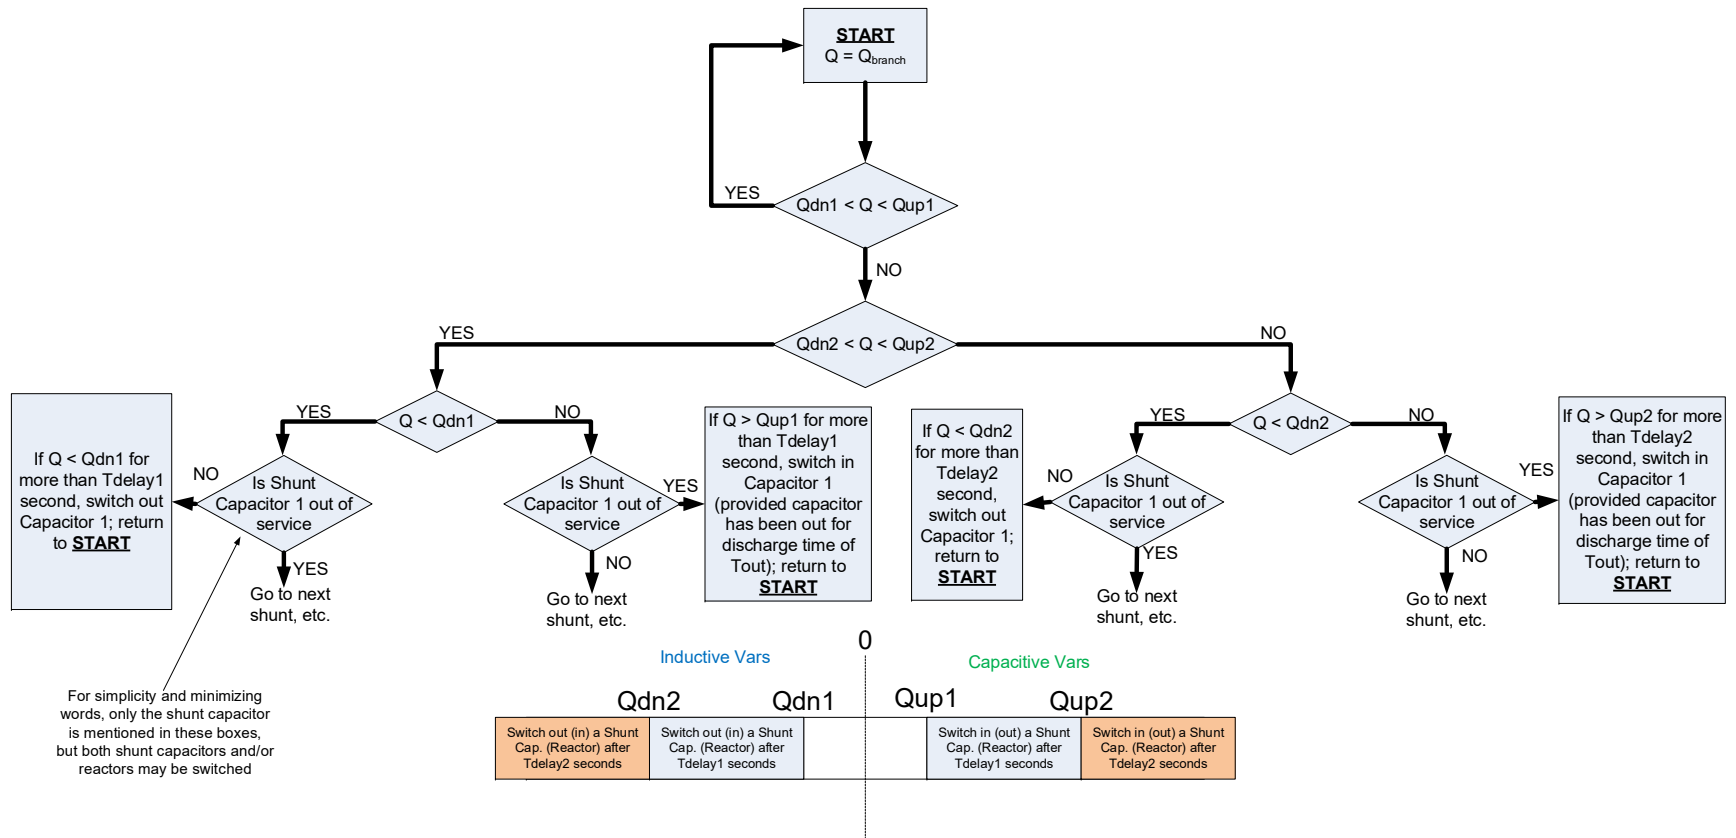 START
Q = Qbranch
YES
Qdn1 < Q < Qup1
NO
YES
Qdn2 < Q < Qup2
NO
YES
Q < Qdn1
NO
YES
Q < Qdn2
NO
If Q < Qdn1 for
more than Tdelay1
second, switch out
Capacitor 1; return
to START
NO
Is Shunt
Capacitor 1 out of
service
YES
Go to next
shunt, etc.
Is Shunt
Capacitor 1 out of
service
YES
NO
Go to next
shunt, etc.
If Q > Qup1 for more
than Tdelay1
second, switch in
Capacitor 1
(provided capacitor
has been out for
discharge time of
Tout); return to
START
If Q < Qdn2
for more than
Tdelay2
second,
switch out
Capacitor 1;
return to
START
NO
Is Shunt
Capacitor 1 out of
service
YES
Go to next
shunt, etc.
Is Shunt
Capacitor 1 out of
service
YES
NO
Go to next
shunt, etc.
If Q > Qup2 for more
than Tdelay2
second, switch in
Capacitor 1
(provided capacitor
has been out for
discharge time of
Tout); return to
START
For simplicity and minimizing
words, only the shunt capacitor
is mentioned in these boxes,
but both shunt capacitors and/or
reactors may be switched
0
Inductive Vars
Capacitive Vars
Qdn2
Qdn1
Qup1
Qup2
Switch out (in) a Shunt
Cap. (Reactor) after
Tdelay2 seconds
Switch out (in) a Shunt
Cap. (Reactor) after
Tdelay1 seconds
Switch in (out) a Shunt
Cap. (Reactor) after
Tdelay1 seconds
Switch in (out) a Shunt
Cap. (Reactor) after
Tdelay2 seconds